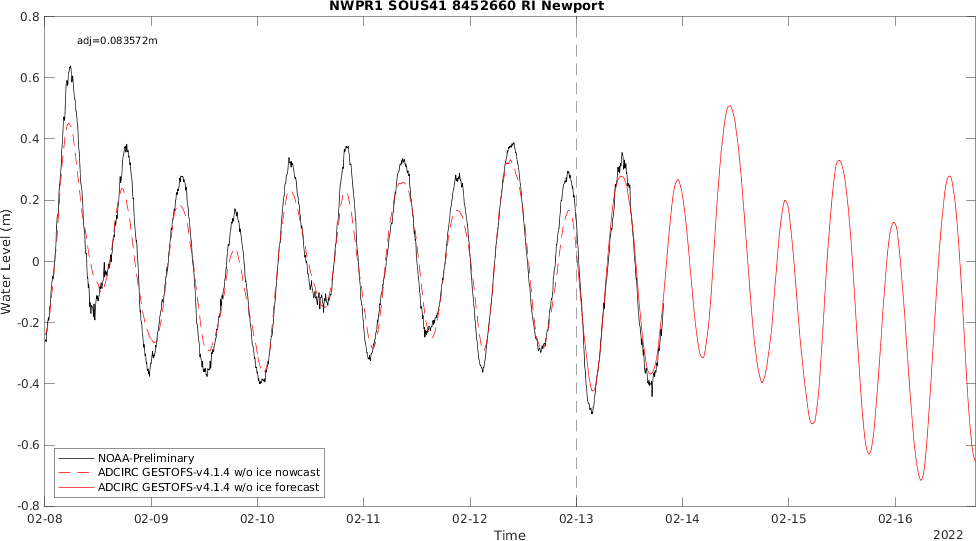 NWPR1 SOUS41 8452660 RI Newport
adj=0.083572m
0.8
0.6
0.4
0.2
0
-0.2
-0.4
-0.6
-0.8
Water Level (m)
NOAA-Preliminary
ADCIRC GESTOFS-v4.1.4 w/o ice nowcast
ADCIRC GESTOFS-v4.1.4 w/o ice forecast
02-08 02-09 02-10 02-11 02-12 02-13 02-14 02-15 02-16
Time
2022